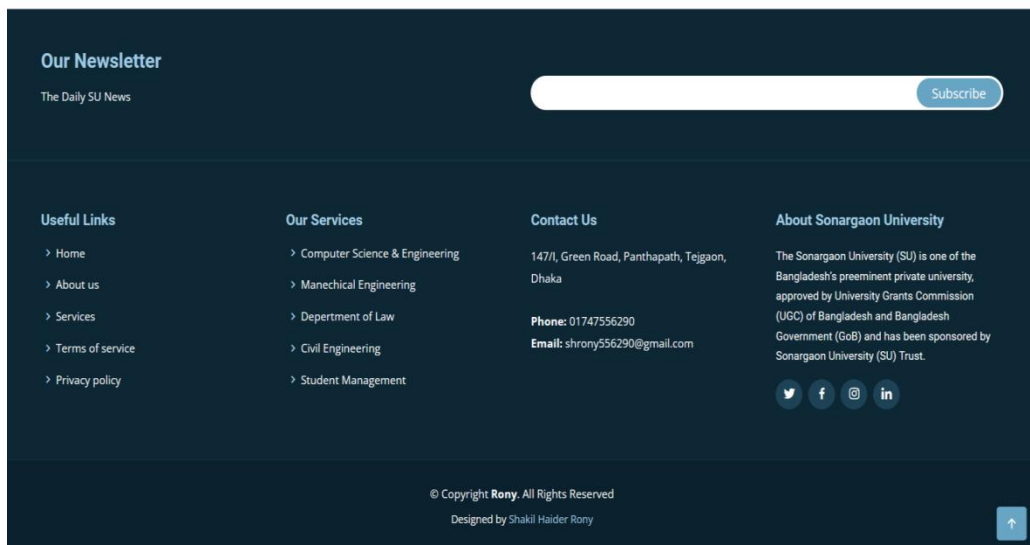 Our Newsletter
The Daily SU News
Subscribe
Useful Links
Home
About us
Services
Terms of service
Privacy policy
Our Services
Computer Science & Engineering
Manechical Engineering
Depertment of Law
Civil Engineering
Student Management
Contact Us
147/I, Green Road, Panthapath, Tejgaon,
Dhaka
Phone: 01747556290
Email: shrony556290@gmail.com
About Sonargaon University
The Sonargaon University (SU) is one of the
Bangladesh's preeminent private university,
approved by University Grants Commission
(UGC) of Bangladesh and Bangladesh
Government (GoB) and has been sponsored by
Sonargaon University (SU) Trust.
© Copyright Rony. All Rights Reserved
Designed by Shakil Haider Rony